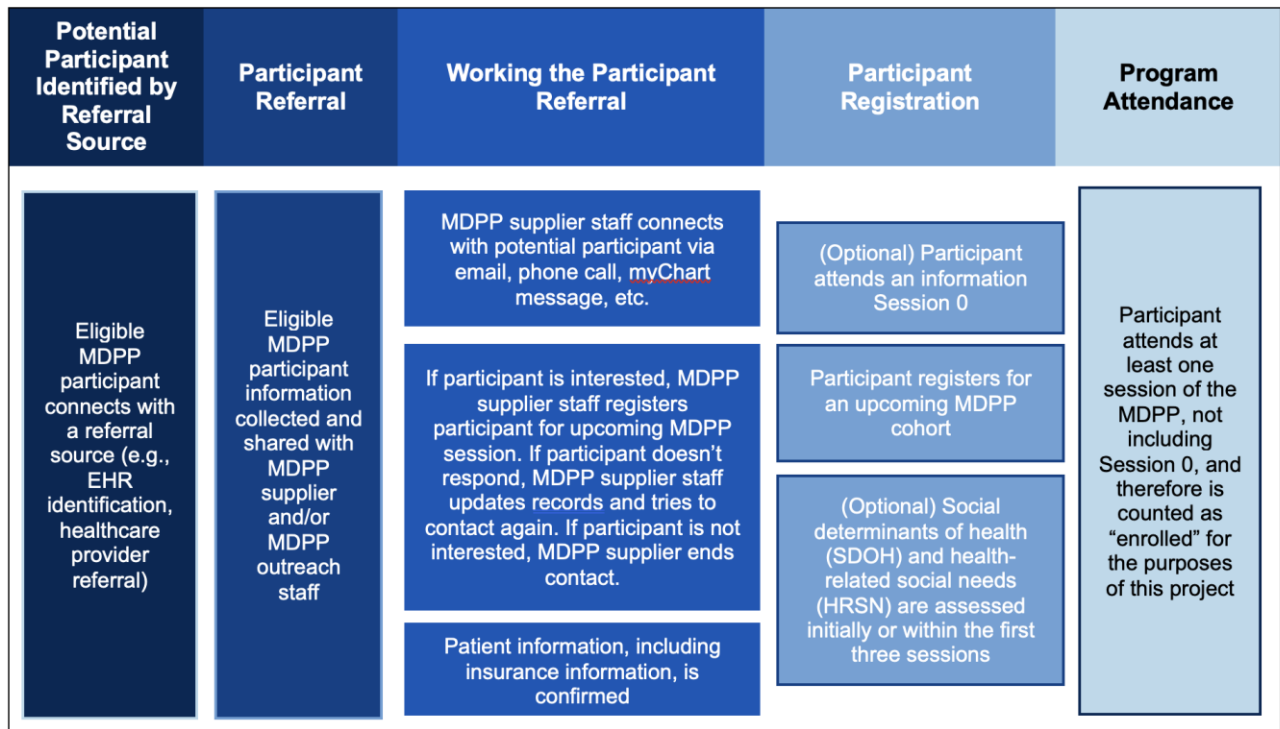 Potential
Participant
Identified by
Referral
Source
Participant
Referral
Working the Participant
Referral
Participant
Registration
Program
Attendance
Eligible
MDPP
participant
connects with
a referral
source (e.g.,
EHR
identification,
healthcare
provider
referral)
Eligible
MDPP
participant
information
collected and
shared with
MDPP
supplier
and/or
MDPP
outreach
staff
MDPP supplier staff connects
with potential participant via
email, phone call, myChart
message, etc.
If participant is interested, MDPP
supplier staff registers
participant for upcoming MDPP
session. If participant doesn’t
respond, MDPP supplier staff
updates records and tries to
contact again. If participant is not
interested, MDPP supplier ends
contact.
Patient information, including
insurance information, is
confirmed
(Optional) Participant
attends an information
Session 0
Participant registers for
an upcoming MDPP
cohort
(Optional) Social
determinants of health
(SDOH) and health-
related social needs
(HRSN) are assessed
initially or within the first
three sessions
Participant
attends at
least one
session of the
MDPP, not
including
Session 0, and
therefore is
counted as
“enrolled” for
the purposes
of this project